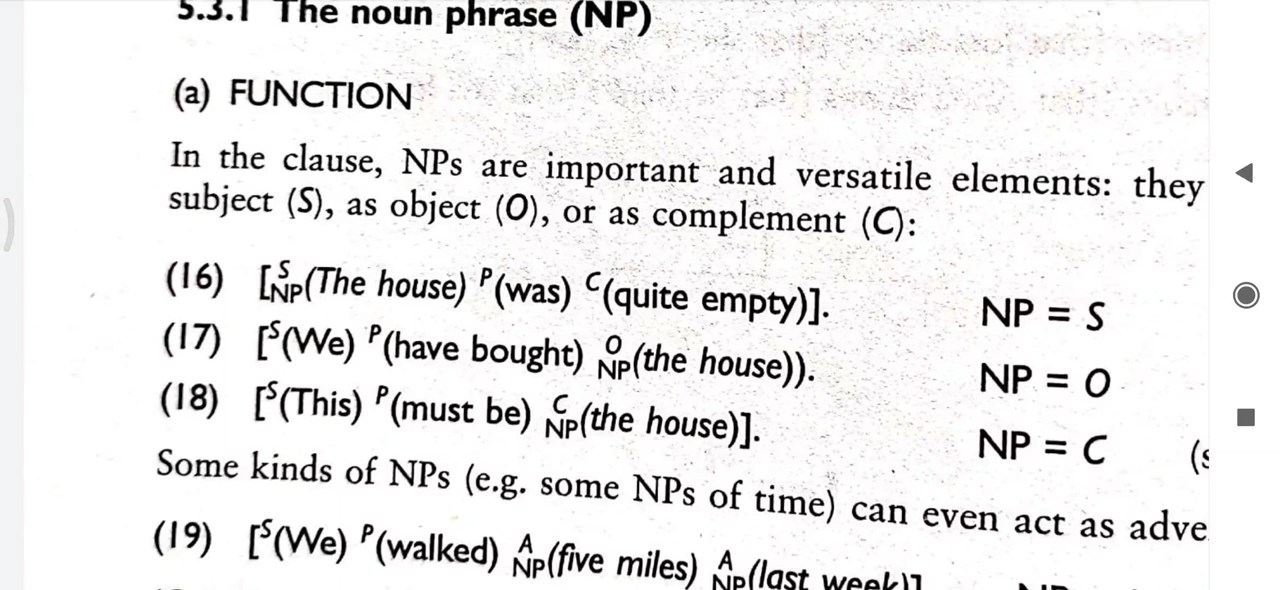 5.3.1 The noun phrase (NP)
(a) FUNCTION
In the clause, NPs are important and versatile elements: they
subject (S), as object (O), or as complement (C):
(16) [S NP(The house) P(was) C(quite empty)]. NP = S
(17) [S(We) P(have bought) O NP(the house)). NP = O
(18) [S(This) P(must be) C NP(the house)]. NP = C
Some kinds of NPs (e.g. some NPs of time) can even act as
(19) [S(We) P(walked) A NP(five miles) A NP(last week)]